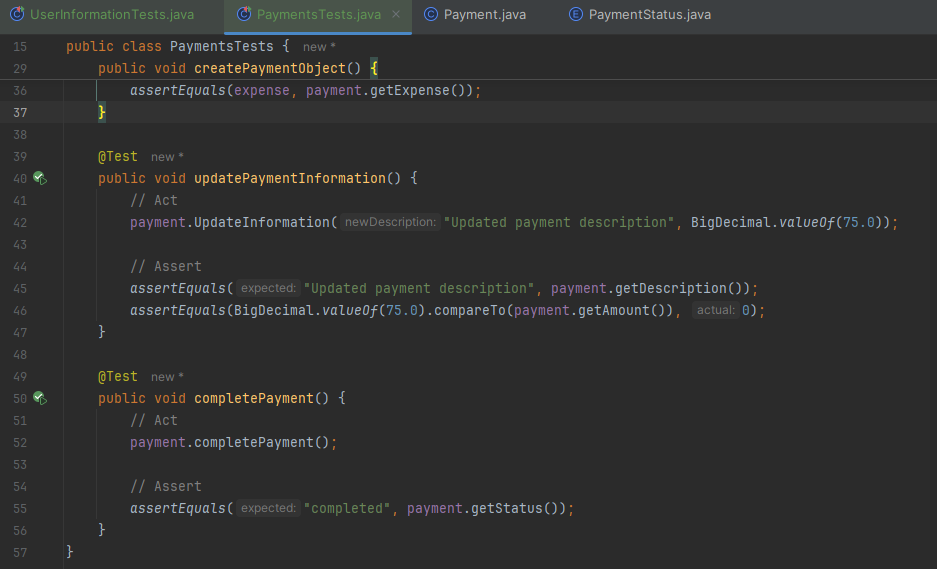 UserInformationTests.java PaymentsTests.java × Payment.java PaymentStatus.java
15 public class PaymentsTests { new *
29 public void createPaymentObject() {
36 assertEquals(expense, payment.getExpense());
37 }
38
39 @Test new *
40 public void updatePaymentInformation() {
41 // Act
42 payment.UpdateInformation( newDescription: "Updated payment description", BigDecimal.valueOf(75.0));
43
44 // Assert
45 assertEquals( expected: "Updated payment description", payment.getDescription());
46 assertEquals(BigDecimal.valueOf(75.0).compareTo(payment.getAmount()), actual: 0);
47 }
48
49 @Test new *
50 public void completePayment() {
51 // Act
52 payment.completePayment();
53
54 // Assert
55 assertEquals( expected: "completed", payment.getStatus());
56 }
57 }